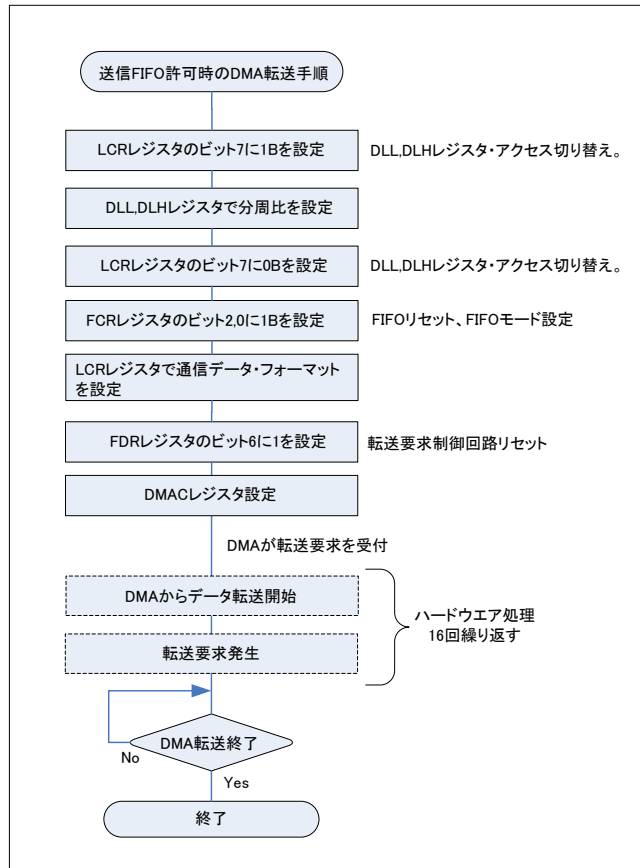 送信FIFO許可時のDMA転送手順
LCRレジスタのビット7に1Bを設定
DLL,DLHレジスタ・アクセス切り替え。
DLL,DLHレジスタで分周比を設定
LCRレジスタのビット7に0Bを設定
DLL,DLHレジスタ・アクセス切り替え。
FCRレジスタのビット2,0に1Bを設定
FIFOリセット、FIFOモード設定
LCRレジスタで通信データ・フォーマット
を設定
FDRレジスタのビット6に1を設定
転送要求制御回路リセット
DMACレジスタ設定
DMAが転送要求を受付
DMAからデータ転送開始
ハードウエア処理
16回繰り返す
転送要求発生
DMA転送終了
No
Yes
終了